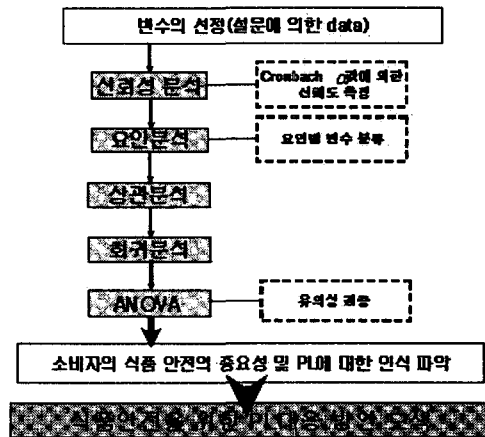 변수의 선정(설문에 의한 data)
신뢰성 분석
Cronbach α값에 의한
신뢰도 측정
요인분석
요인별 변수 분류
상관분석
회귀분석
ANOVA
유의성 검증
소비자의 식품 안전의 중요성 및 PL에 대한 인식 파악
식품안전을 위한 PL대응 방안 모색